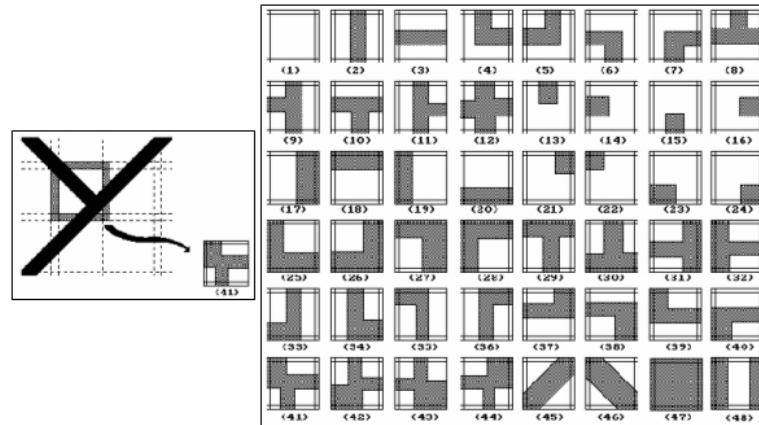 (1) (2) (3) (4) (5) (6) (7) (8)
(9) (10) (11) (12) (13) (14) (15) (16)
(17) (18) (19) (20) (21) (22) (23) (24)
(41)
(25) (26) (27) (28) (29) (30) (31) (32)
(33) (34) (35) (36) (37) (38) (39) (40)
(41) (42) (43) (44) (45) (46) (47) (48)